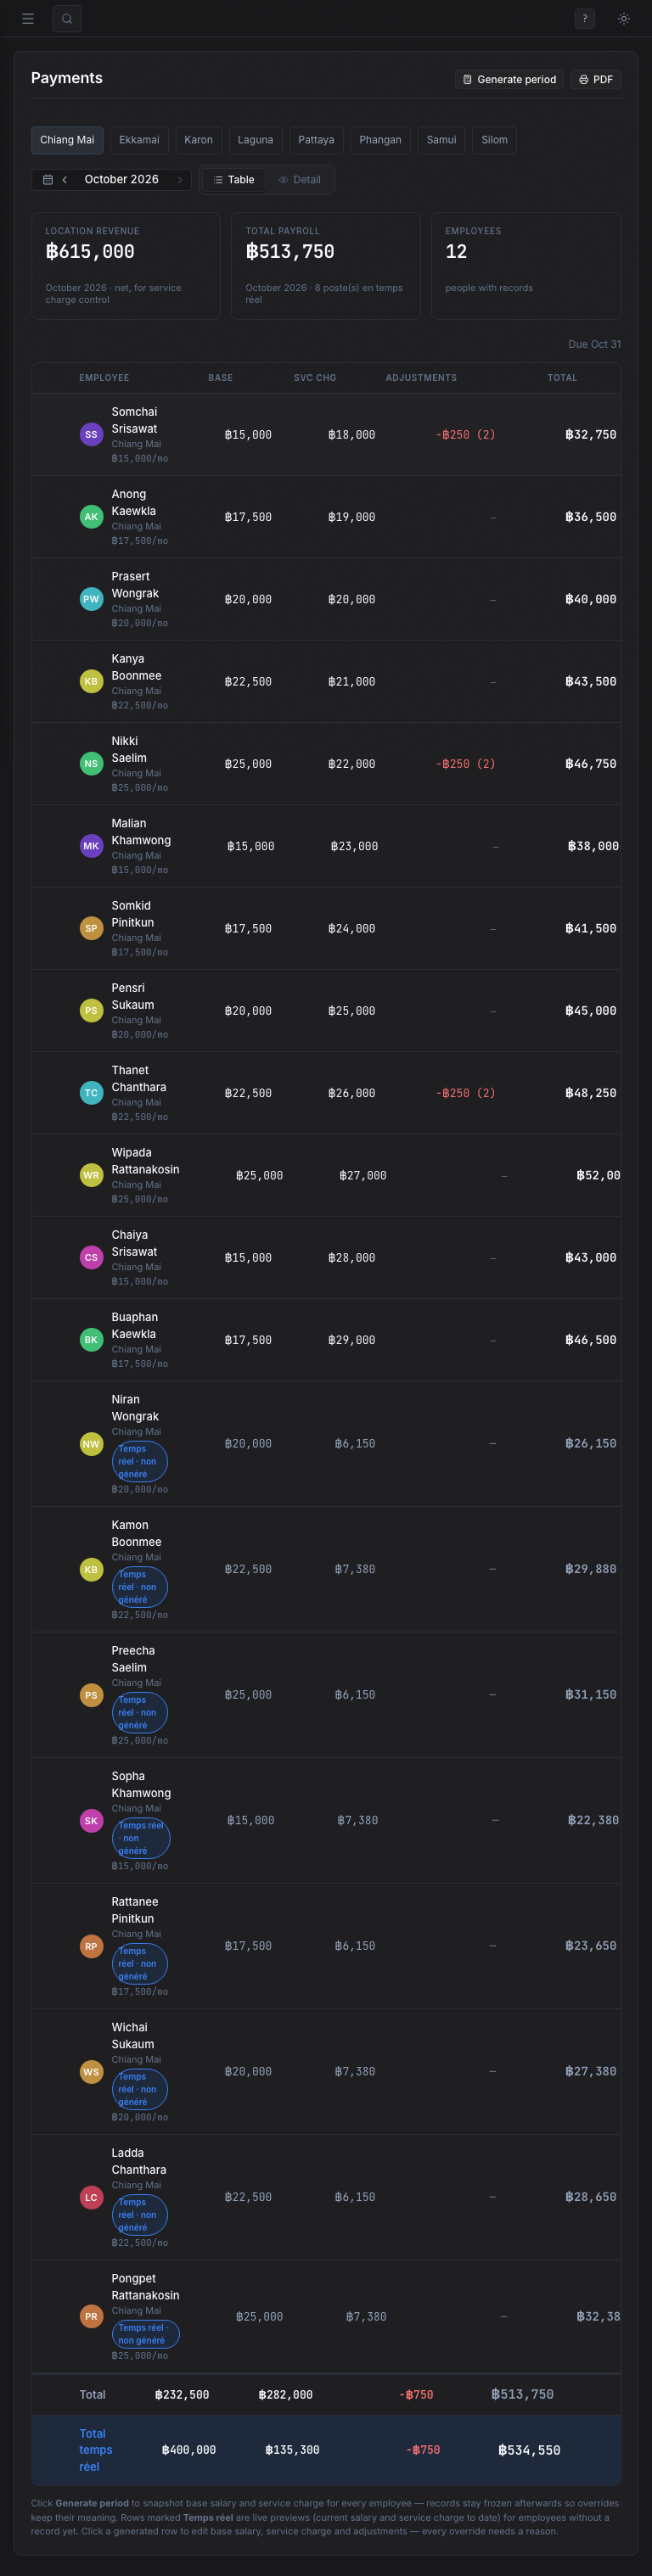 ?
Payments
Generate period
PDF
Chiang Mai
Ekkamai
Karon
Laguna
Pattaya
Phangan
Samui
Silom
October 2026
Table
Detail
LOCATION REVENUE
฿615,000
October 2026 · net, for service
charge control
TOTAL PAYROLL
฿513,750
October 2026 · 8 poste(s) en temps
réel
EMPLOYEES
12
people with records
Due Oct 31
EMPLOYEE BASE SVC CHG ADJUSTMENTS TOTAL
Somchai
Srisawat
Chiang Mai
฿15,000/mo
SS ฿15,000 ฿18,000 -฿250 (2) ฿32,750
Anong
Kaewkla
Chiang Mai
฿17,500/mo
AK ฿17,500 ฿19,000 — ฿36,500
Prasert
Wongrak
Chiang Mai
฿20,000/mo
PW ฿20,000 ฿20,000 — ฿40,000
Kanya
Boonmee
Chiang Mai
฿22,500/mo
KB ฿22,500 ฿21,000 — ฿43,500
Nikki
Saelim
Chiang Mai
฿25,000/mo
NS ฿25,000 ฿22,000 -฿250 (2) ฿46,750
Malian
Khamwong
Chiang Mai
฿15,000/mo
MK ฿15,000 ฿23,000 — ฿38,000
Somkid
Pinitkun
Chiang Mai
฿17,500/mo
SP ฿17,500 ฿24,000 — ฿41,500
Pensri
Sukaum
Chiang Mai
฿20,000/mo
PS ฿20,000 ฿25,000 — ฿45,000
Thanet
Chanthara
Chiang Mai
฿22,500/mo
TC ฿22,500 ฿26,000 -฿250 (2) ฿48,250
Wipada
Rattanakosin
Chiang Mai
฿25,000/mo
WR ฿25,000 ฿27,000 — ฿52,00
Chaiya
Srisawat
Chiang Mai
฿15,000/mo
CS ฿15,000 ฿28,000 — ฿43,000
Buaphan
Kaewkla
Chiang Mai
฿17,500/mo
BK ฿17,500 ฿29,000 — ฿46,500
Niran
Wongrak
Chiang Mai
Temps
réel · non
généré
฿20,000/mo
NW ฿20,000 ฿6,150 — ฿26,150
Kamon
Boonmee
Chiang Mai
Temps
réel · non
généré
฿22,500/mo
KB ฿22,500 ฿7,380 — ฿29,880
Preecha
Saelim
Chiang Mai
Temps
réel · non
généré
฿25,000/mo
PS ฿25,000 ฿6,150 — ฿31,150
Sopha
Khamwong
Chiang Mai
Temps réel
· non
généré
฿15,000/mo
SK ฿15,000 ฿7,380 — ฿22,380
Rattanee
Pinitkun
Chiang Mai
Temps
réel · non
généré
฿17,500/mo
RP ฿17,500 ฿6,150 — ฿23,650
Wichai
Sukaum
Chiang Mai
Temps
réel · non
généré
฿20,000/mo
WS ฿20,000 ฿7,380 — ฿27,380
Ladda
Chanthara
Chiang Mai
Temps
réel · non
généré
฿22,500/mo
LC ฿22,500 ฿6,150 — ฿28,650
Pongpet
Rattanakosin
Chiang Mai
Temps réel ·
non généré
฿25,000/mo
PR ฿25,000 ฿7,380 — ฿32,38
Total ฿232,500 ฿282,000 -฿750 ฿513,750
Total
temps
réel
฿400,000 ฿135,300 -฿750 ฿534,550
Click Generate period to snapshot base salary and service charge for every employee — records stay frozen afterwards so overrides
keep their meaning. Rows marked Temps réel are live previews (current salary and service charge to date) for employees without a
record yet. Click a generated row to edit base salary, service charge and adjustments — every override needs a reason.